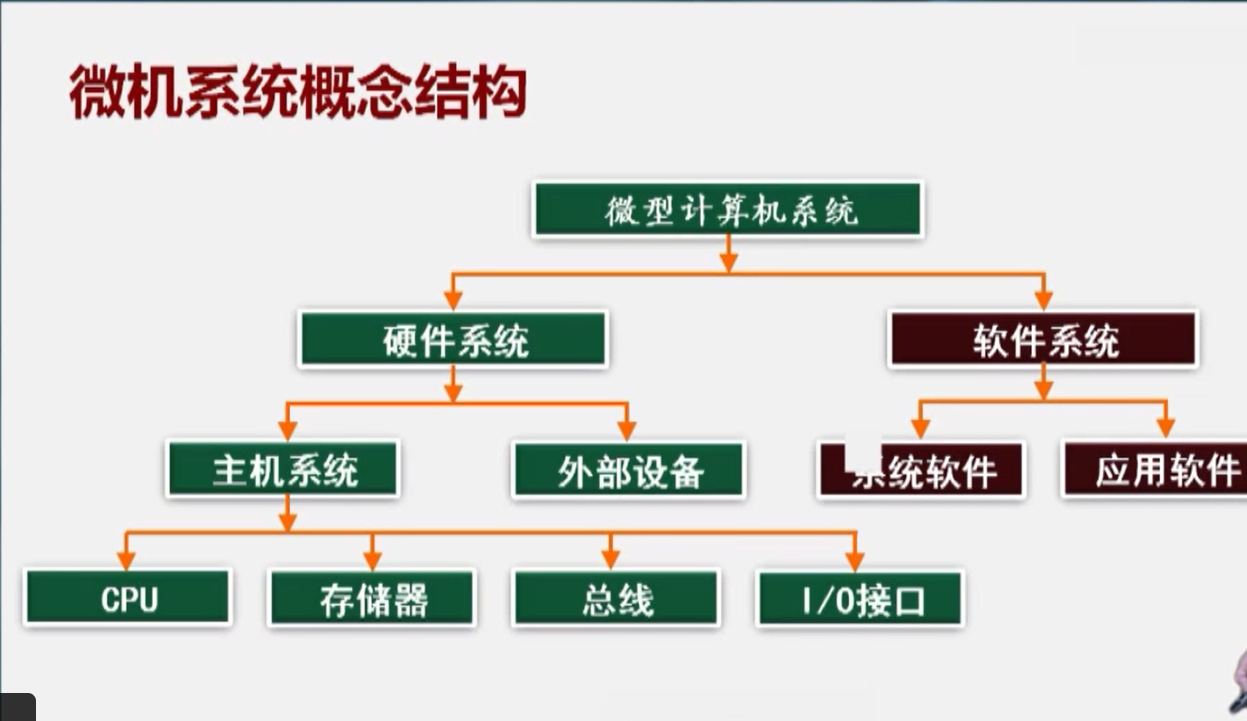 微机系统概念结构
微型计算机系统
硬件系统
软件系统
主机系统
外部设备
系统软件
应用软件
CPU
存储器
总线
I/O接口